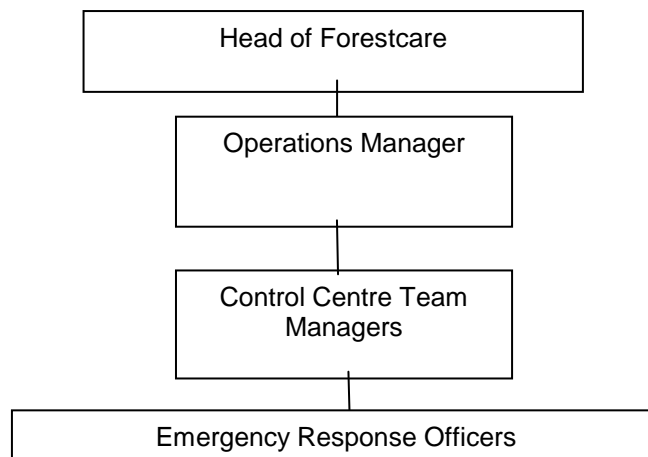 Head of Forestcare
Operations Manager
Control Centre Team
Managers
Emergency Response Officers